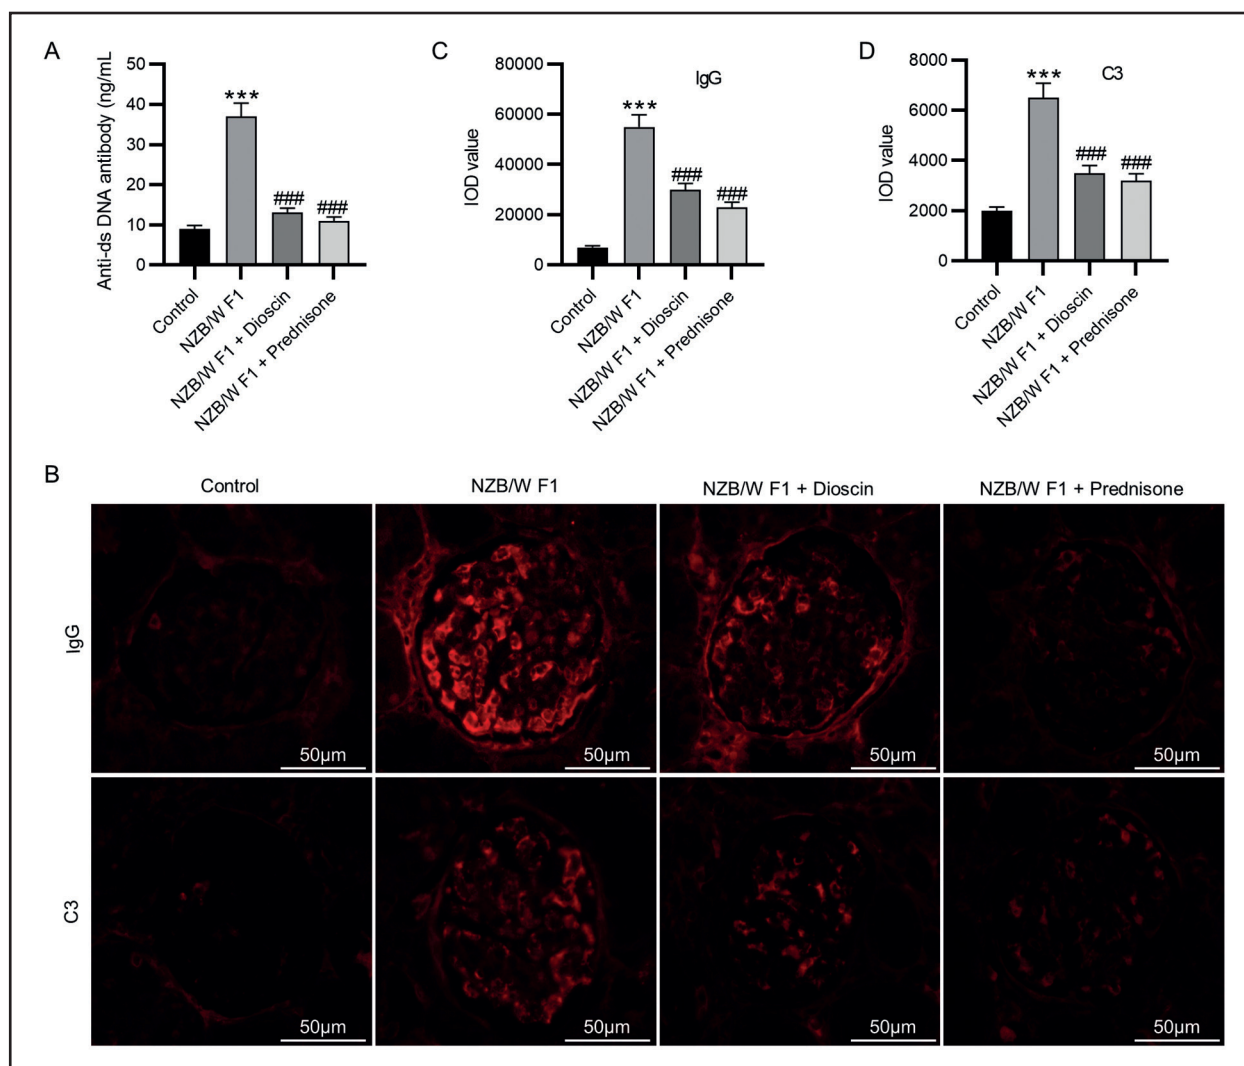 A
Anti-ds DNA antibody (ng/mL)
50
40
30
20
10
0
***
###
###
Control
NZB/W F1
NZB/W F1 + Dioscin
NZB/W F1 + Prednisone
C
IgG
IOD value
80000
60000
40000
20000
0
***
###
###
Control
NZB/W F1
NZB/W F1 + Dioscin
NZB/W F1 + Prednisone
D
C3
IOD value
8000
6000
4000
2000
0
***
###
###
Control
NZB/W F1
NZB/W F1 + Dioscin
NZB/W F1 + Prednisone
B
Control
NZB/W F1
NZB/W F1 + Dioscin
NZB/W F1 + Prednisone
IgG
50μm
50μm
50μm
50μm
C3
50μm
50μm
50μm
50μm